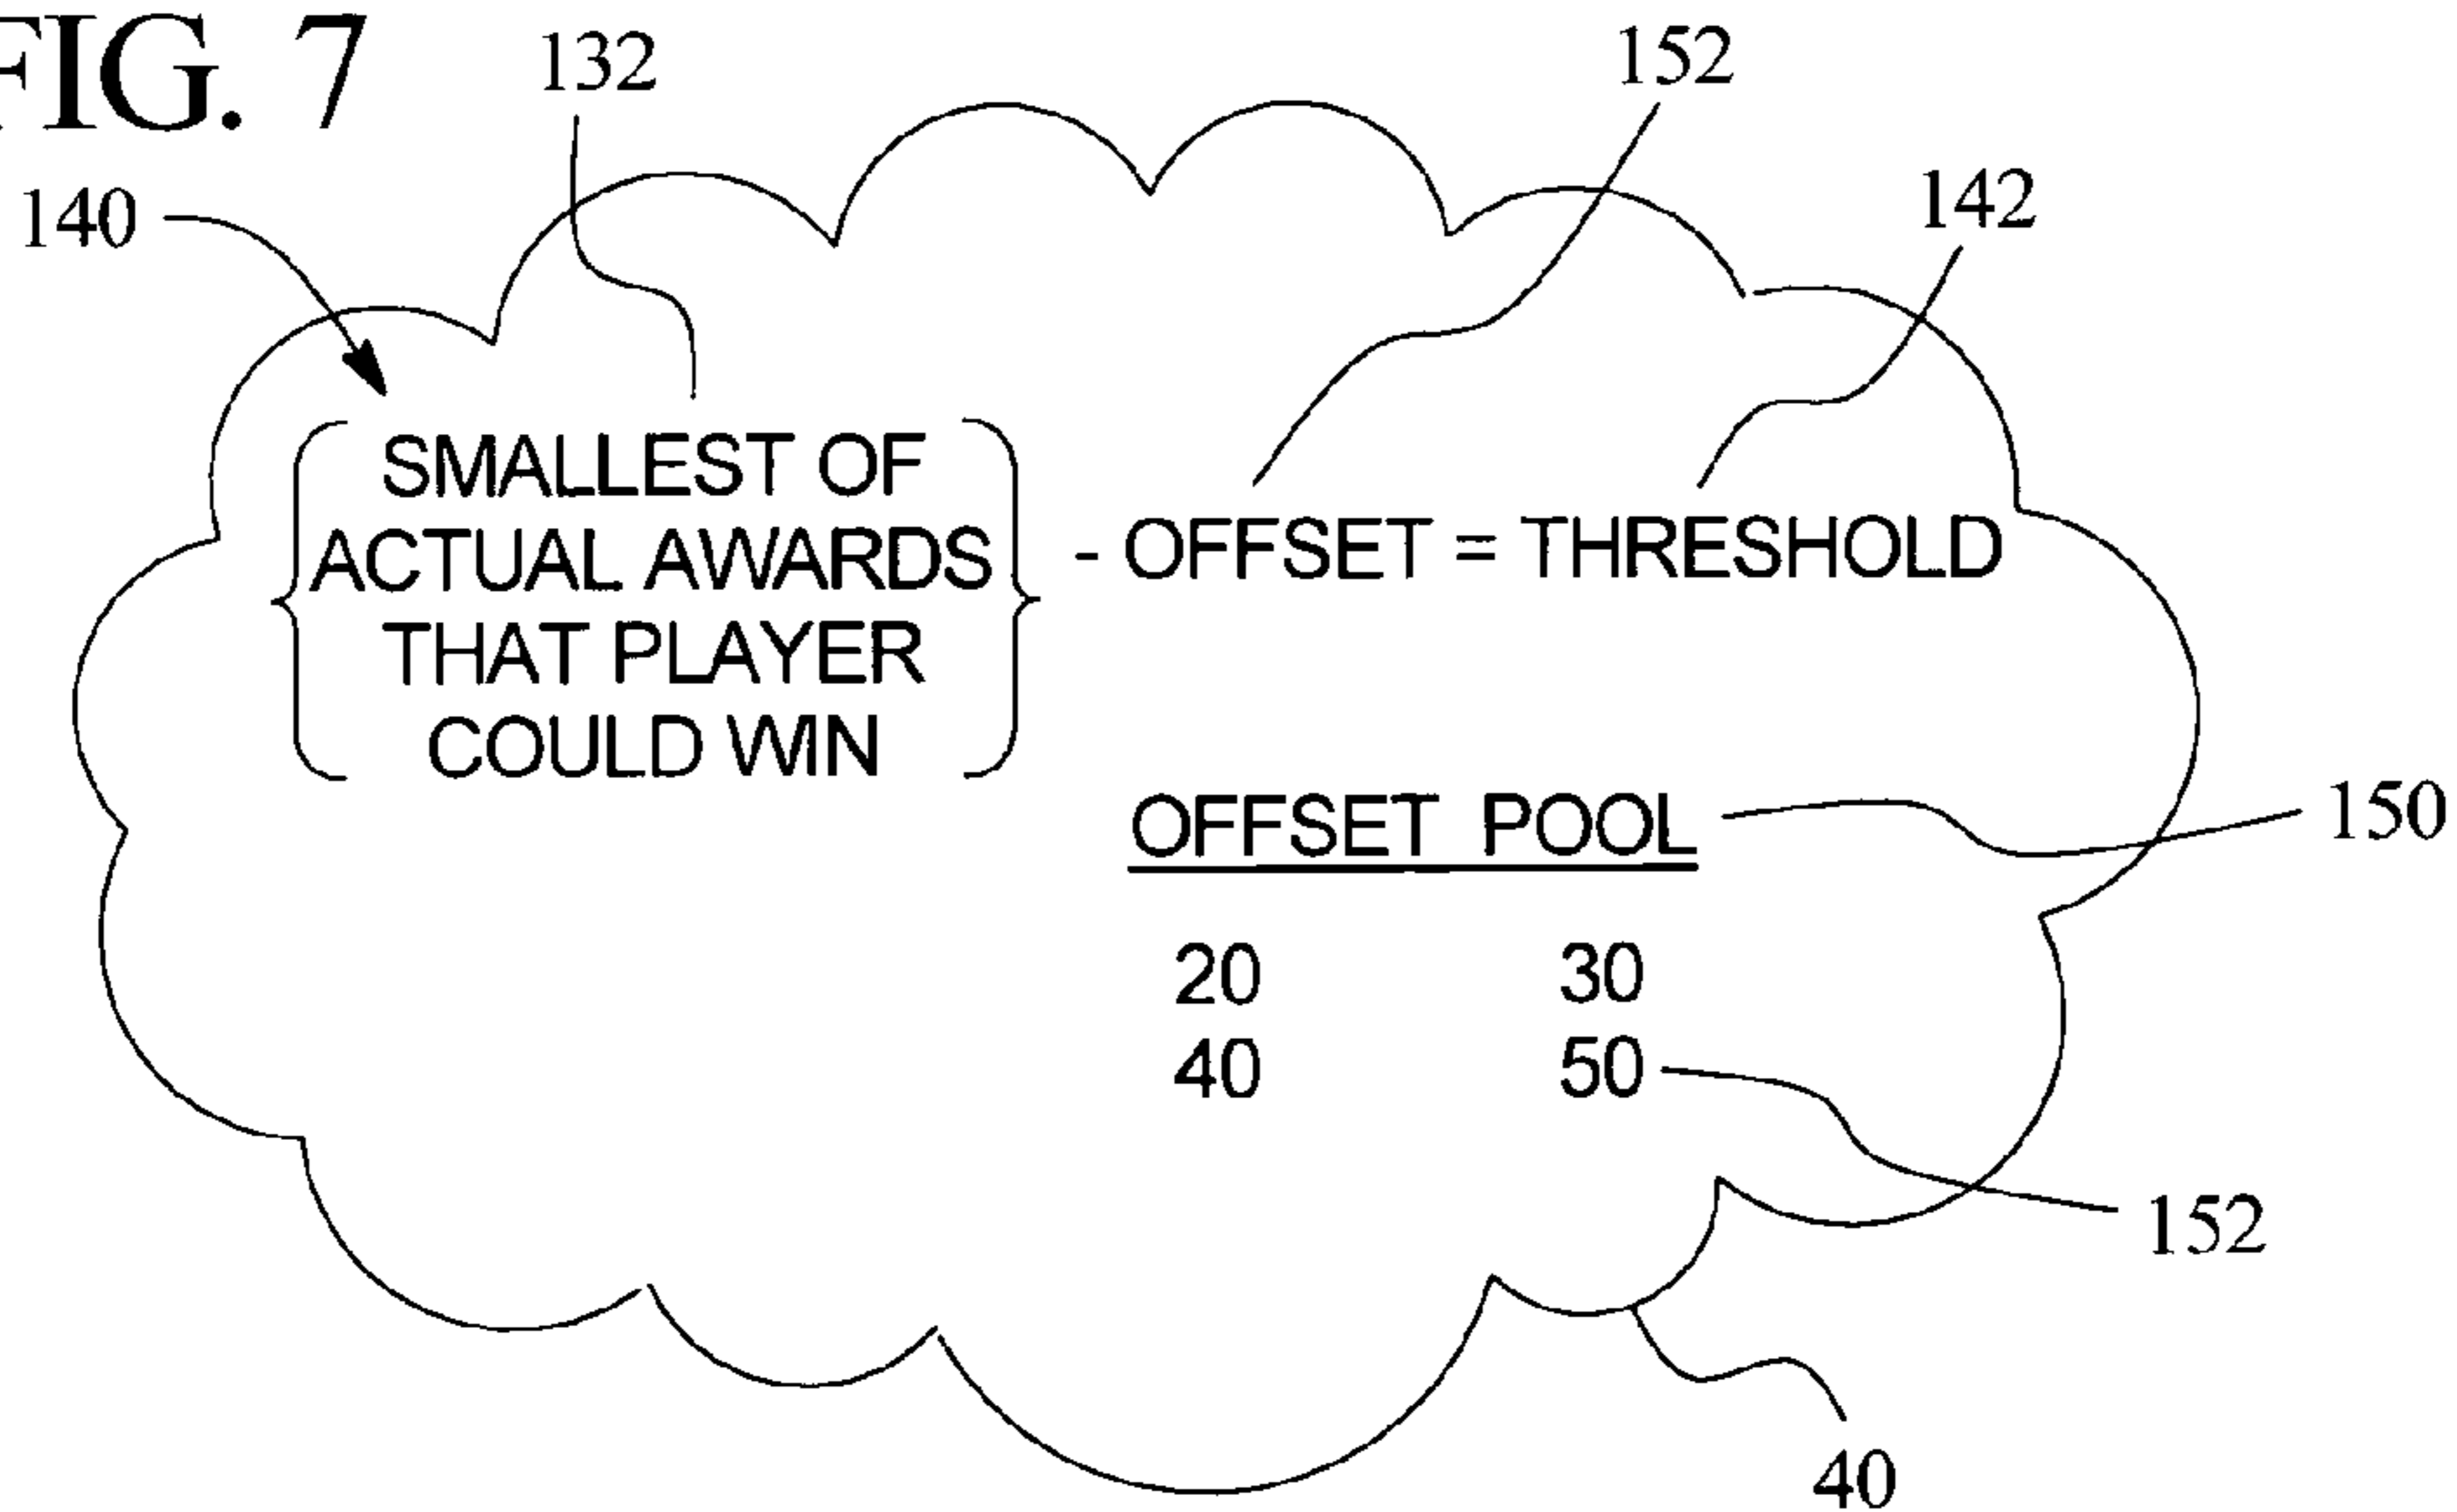 FIG. 7
132
152
140
142
SMALLEST OF
ACTUAL AWARDS
THAT PLAYER
COULD WIN
- OFFSET = THRESHOLD
OFFSET POOL
150
20 30
40 50
152
40